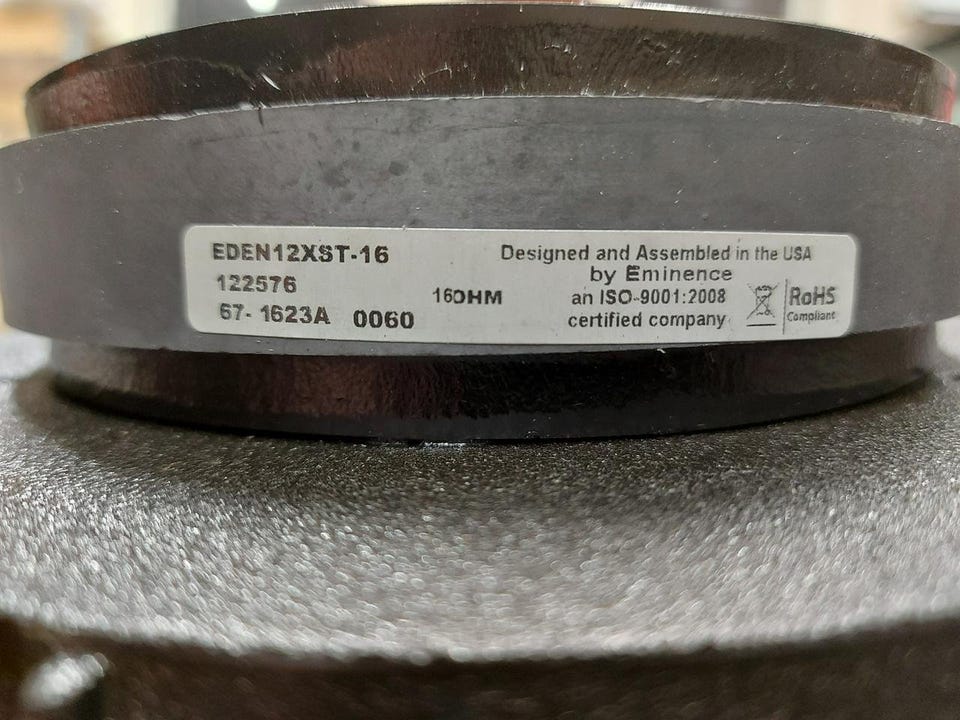 EDEN12XST-16
122576
67-1623A 0060
16OHM
Designed and Assembled in the USA
by Eminence
an ISO-9001:2008
certified company
RoHS
Compliant